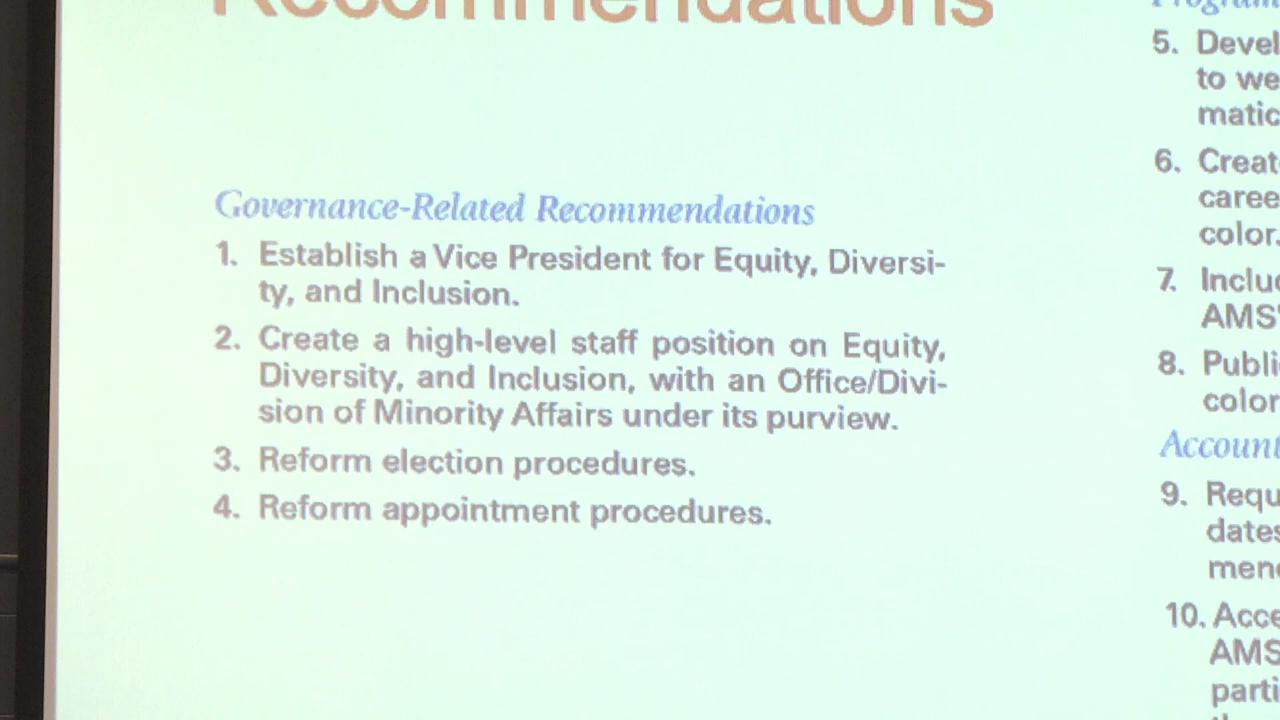 Recommendations
Governance-Related Recommendations
1. Establish a Vice President for Equity, Diversi-
ty, and Inclusion.
2. Create a high-level staff position on Equity,
Diversity, and Inclusion, with an Office/Divi-
sion of Minority Affairs under its purview.
3. Reform election procedures.
4. Reform appointment procedures.
5. Devel
to we
matic
6. Creat
caree
color.
7. Includ
AMS'
8. Publi
color
Account
9. Requ
dates
mend
10. Acce
AMS
parti